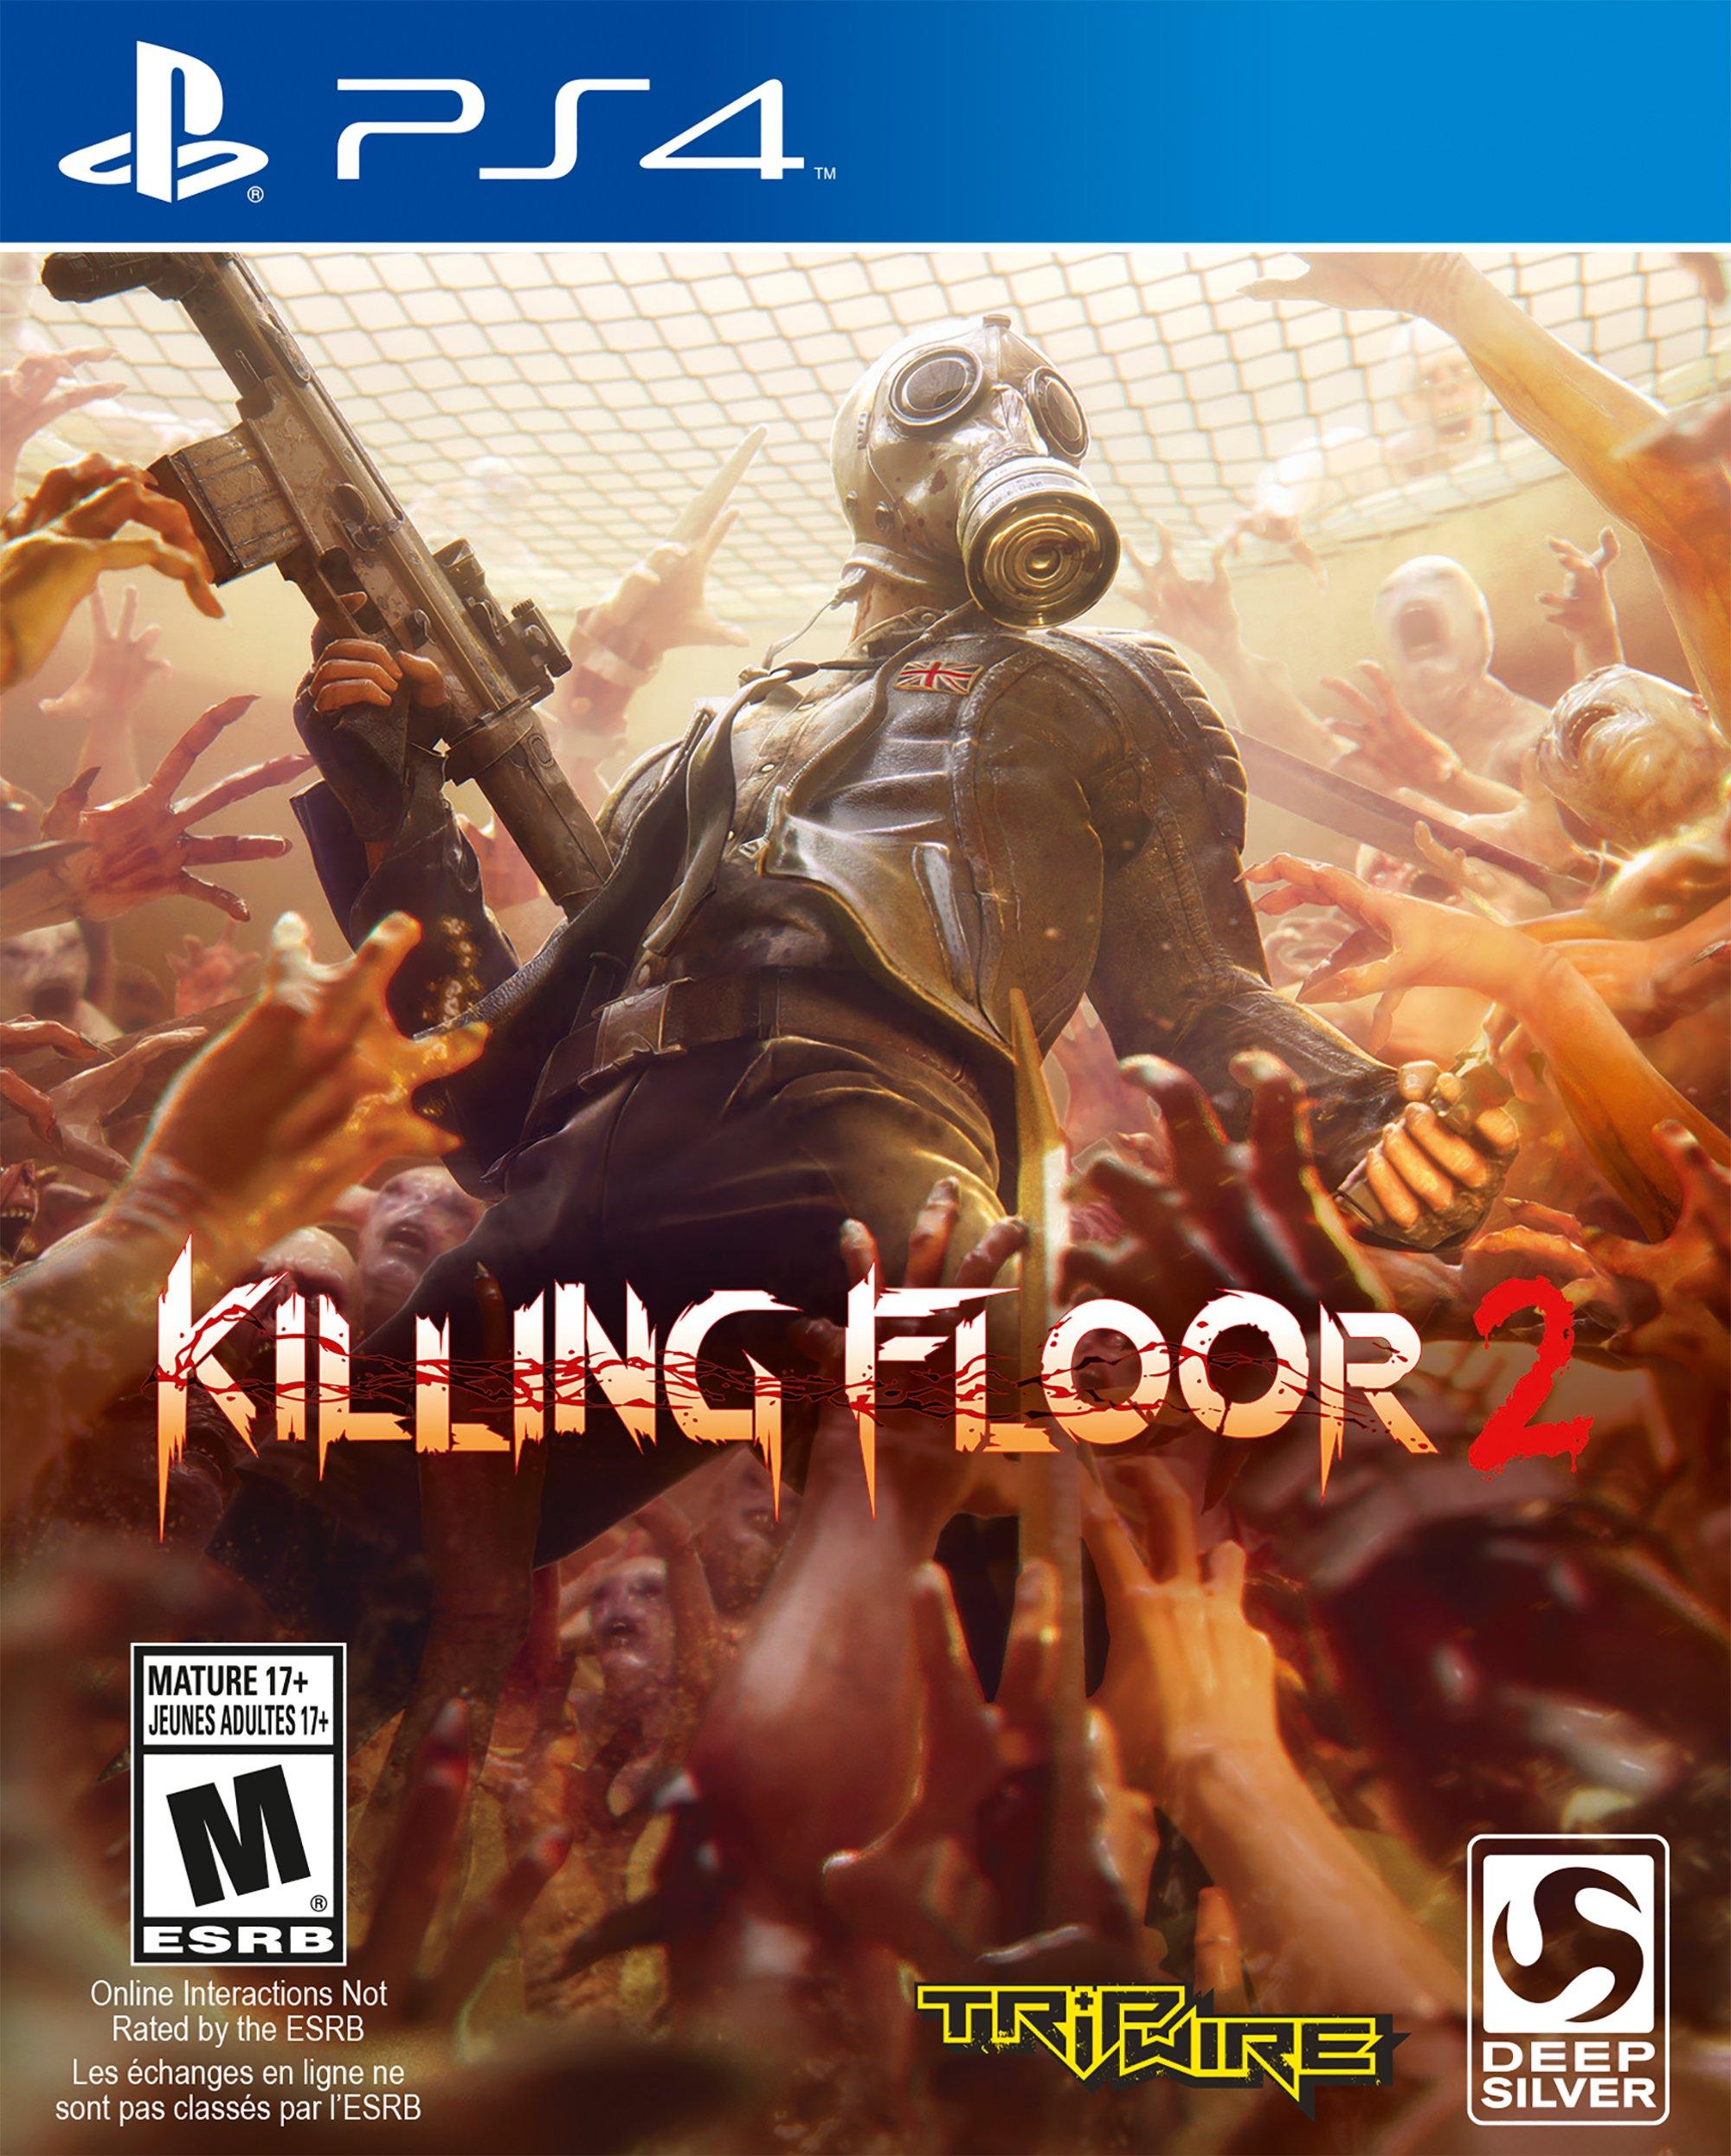 PS4™
KILLING FLOOR 2
MATURE 17+
JEUNES ADULTES 17+
M®
ESRB
Online Interactions Not
Rated by the ESRB
Les échanges en ligne ne
sont pas classés par l'ESRB
TRIPWIRE
DEEP
SILVER